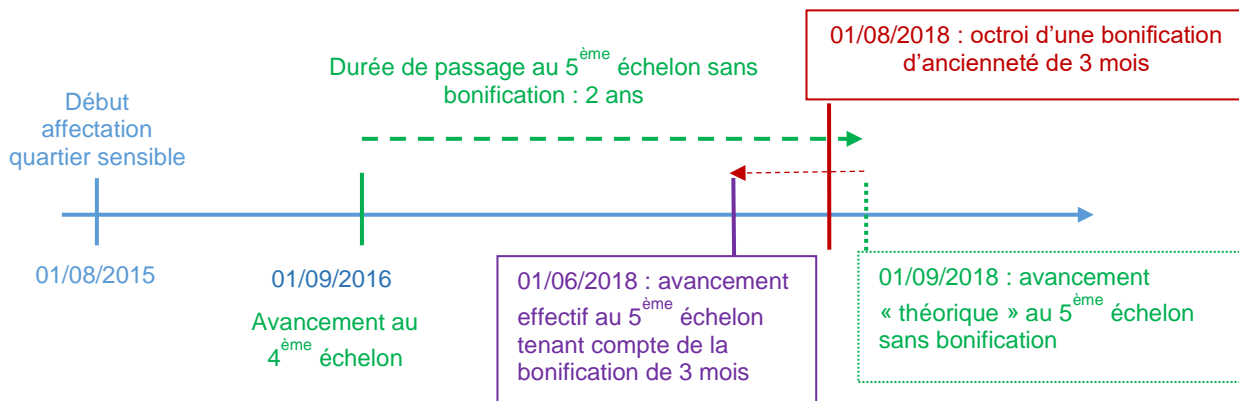 01/08/2018 : octroi d’une bonification
d’ancienneté de 3 mois
Durée de passage au 5ème échelon sans
bonification : 2 ans
Début
affectation
quartier sensible
01/08/2015
01/09/2016
Avancement au
4ème échelon
01/06/2018 : avancement
effectif au 5ème échelon
tenant compte de la
bonification de 3 mois
01/09/2018 : avancement
« théorique » au 5ème échelon
sans bonification